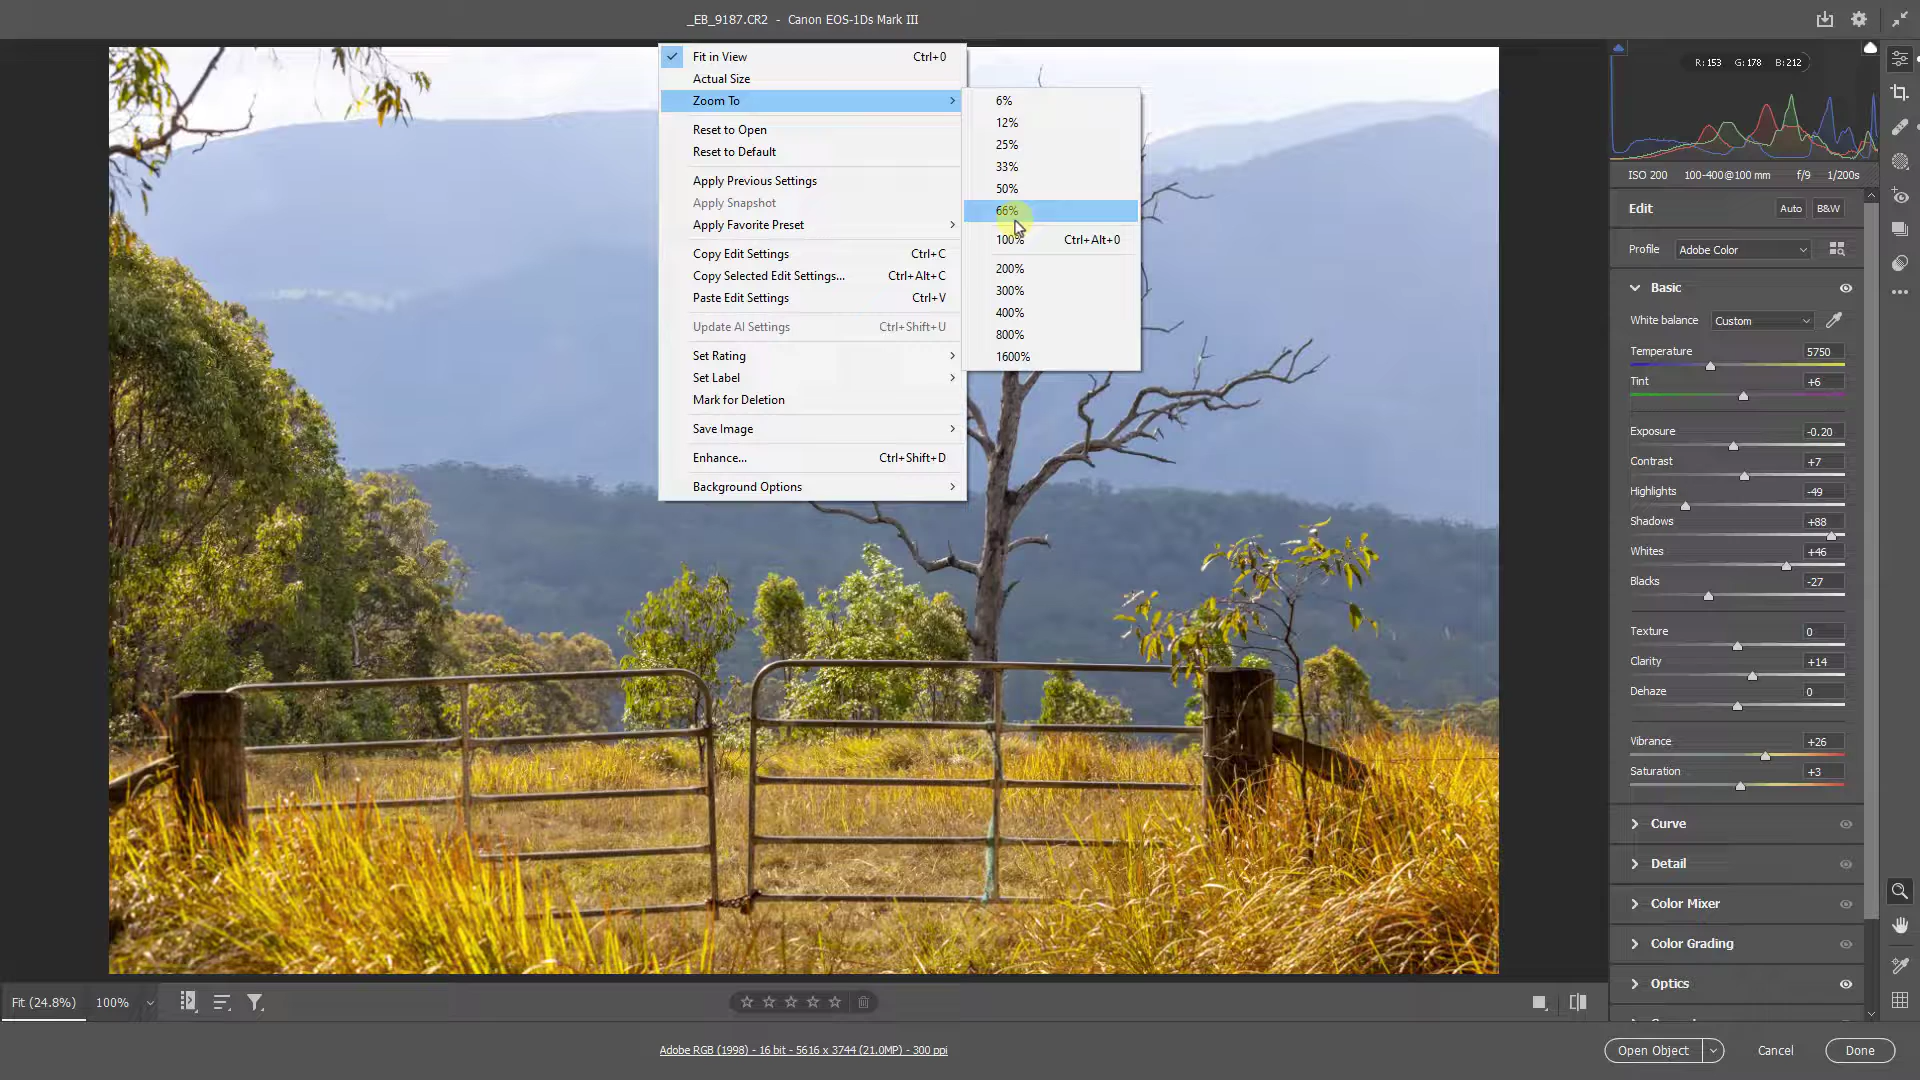 _EB_9187.CR2 - Canon EOS-1Ds Mark III
Fit in View Ctrl+0
Actual Size
Zoom To
Reset to Open
Reset to Default
Apply Previous Settings
Apply Snapshot
Apply Favorite Preset
Copy Edit Settings Ctrl+C
Copy Selected Edit Settings... Ctrl+Alt+C
Paste Edit Settings Ctrl+V
Update AI Settings Ctrl+Shift+U
Set Rating
Set Label
Mark for Deletion
Save Image
Enhance... Ctrl+Shift+D
Background Options
6%
12%
25%
33%
50%
66%
100% Ctrl+Alt+0
200%
300%
400%
800%
1600%
R: 153 G: 178 B: 212
ISO 200 100-400@100 mm f/9 1/200s
Edit Auto B&W
Profile Adobe Color
Basic
White balance Custom
Temperature 5750
Tint +6
Exposure -0.20
Contrast +7
Highlights -49
Shadows +88
Whites +46
Blacks -27
Texture 0
Clarity +14
Dehaze 0
Vibrance +26
Saturation +3
Curve
Detail
Color Mixer
Color Grading
Optics
Fit (24.8%) 100%
Adobe RGB (1998) - 16 bit - 5616 x 3744 (21.0MP) - 300 ppi
Open Object Cancel Done